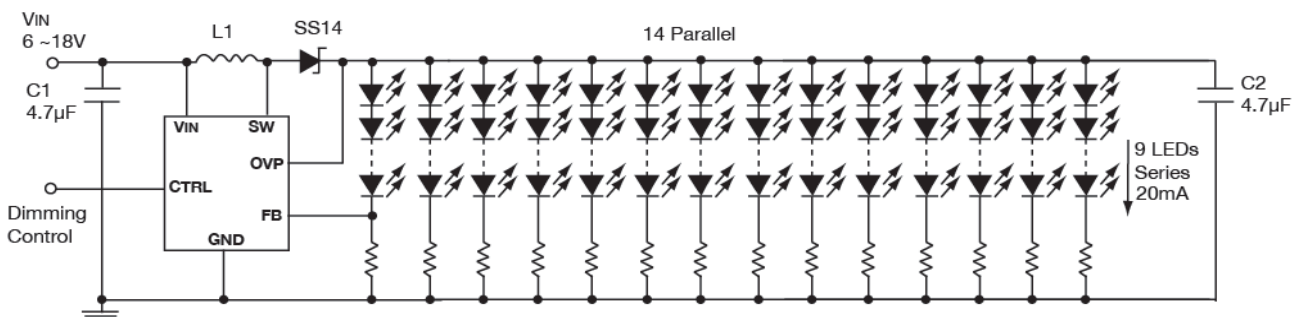 VIN
6 ~18V
L1
SS14
14 Parallel
C1
4.7µF
VIN
SW
OVP
CTRL
FB
GND
Dimming
Control
9 LEDs
Series
20mA
C2
4.7µF